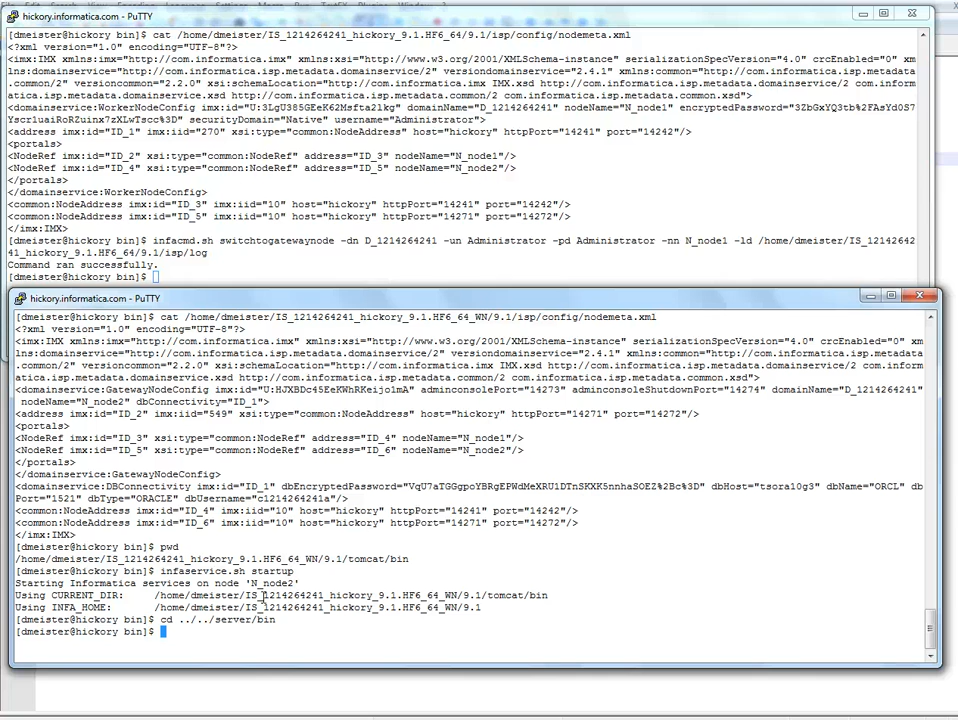 hickory.informatica.com - PuTTY
[dmeister@hickory bin]$ cat /home/dmeister/IS_1214264241_hickory_9.1.HF6_64/9.1/isp/config/nodemeta.xml
<?xml version="1.0" encoding="UTF-8"?>
<imx:IMX xmlns:imx="http://com.informatica.imx" xmlns:xsi="http://www.w3.org/2001/XMLSchema-instance" serializationSpecVersion="4.0" crcEnabled="0" xm
lns:domainservice="http://com.informatica.isp.metadata.domainservice/2" versiondomainservice="2.4.1" xmlns:common="http://com.informatica.isp.metadata
.common/2" versioncommon="2.2.0" xsi:schemaLocation="http://com.informatica.imx IMX.xsd http://com.informatica.isp.metadata.domainservice/2 com.inform
atica.isp.metadata.domainservice.xsd http://com.informatica.isp.metadata.common/2 com.informatica.isp.metadata.common.xsd">
<domainservice:WorkerNodeConfig imx:id="U:3LgU385GEeK62Msfta2lkg" domainName="D_1214264241" nodeName="N_node1" encryptedPassword="3ZbGxYQ3tb%2FAsYd0S7
Yscr1uaiRoRZuinx7zXLwTscc%3D" securityDomain="Native" username="Administrator">
<address imx:id="ID_1" imx:iid="270" xsi:type="common:NodeAddress" host="hickory" httpPort="14241" port="14242"/>
<portals>
<NodeRef imx:id="ID_2" xsi:type="common:NodeRef" address="ID_3" nodeName="N_node1"/>
<NodeRef imx:id="ID_4" xsi:type="common:NodeRef" address="ID_5" nodeName="N_node2"/>
</portals>
</domainservice:WorkerNodeConfig>
<common:NodeAddress imx:id="ID_3" imx:iid="10" host="hickory" httpPort="14241" port="14242"/>
<common:NodeAddress imx:id="ID_5" imx:iid="10" host="hickory" httpPort="14271" port="14272"/>
</imx:IMX>
[dmeister@hickory bin]$ infacmd.sh switchtogatewaynode -dn D_1214264241 -un Administrator -pd Administrator -nn N_node1 -ld /home/dmeister/IS_12142642
41_hickory_9.1.HF6_64/9.1/isp/log
Command ran successfully.
[dmeister@hickory bin]$
hickory.informatica.com - PuTTY
[dmeister@hickory bin]$ cat /home/dmeister/IS_1214264241_hickory_9.1.HF6_64_WN/9.1/isp/config/nodemeta.xml
<?xml version="1.0" encoding="UTF-8"?>
<imx:IMX xmlns:imx="http://com.informatica.imx" xmlns:xsi="http://www.w3.org/2001/XMLSchema-instance" serializationSpecVersion="4.0" crcEnabled="0" xm
lns:domainservice="http://com.informatica.isp.metadata.domainservice/2" versiondomainservice="2.4.1" xmlns:common="http://com.informatica.isp.metadata
.common/2" versioncommon="2.2.0" xsi:schemaLocation="http://com.informatica.imx IMX.xsd http://com.informatica.isp.metadata.domainservice/2 com.inform
atica.isp.metadata.domainservice.xsd http://com.informatica.isp.metadata.common/2 com.informatica.isp.metadata.common.xsd">
<domainservice:GatewayNodeConfig imx:id="U:HJXBDc45EeKWhRKeijolmA" adminconsolePort="14273" adminconsoleShutdownPort="14274" domainName="D_1214264241"
nodeName="N_node2" dbConnectivity="ID_1">
<address imx:id="ID_2" imx:iid="549" xsi:type="common:NodeAddress" host="hickory" httpPort="14271" port="14272"/>
<portals>
<NodeRef imx:id="ID_3" xsi:type="common:NodeRef" address="ID_4" nodeName="N_node1"/>
<NodeRef imx:id="ID_5" xsi:type="common:NodeRef" address="ID_6" nodeName="N_node2"/>
</portals>
</domainservice:GatewayNodeConfig>
<domainservice:DBConnectivity imx:id="ID_1" dbEncryptedPassword="VqU7aTGGgpoYBRgEPWdMeXRU1DTnSKXK5nnhaSOEZ%2Bc%3D" dbHost="tsora10g3" dbName="ORCL" db
Port="1521" dbType="ORACLE" dbUsername="c1214264241a"/>
<common:NodeAddress imx:id="ID_4" imx:iid="10" host="hickory" httpPort="14241" port="14242"/>
<common:NodeAddress imx:id="ID_6" imx:iid="10" host="hickory" httpPort="14271" port="14272"/>
</imx:IMX>
[dmeister@hickory bin]$ pwd
/home/dmeister/IS_1214264241_hickory_9.1.HF6_64_WN/9.1/tomcat/bin
[dmeister@hickory bin]$ infaservice.sh startup
Starting Informatica services on node 'N_node2'
Using CURRENT_DIR: /home/dmeister/IS_1214264241_hickory_9.1.HF6_64_WN/9.1/tomcat/bin
Using INFA_HOME: /home/dmeister/IS_1214264241_hickory_9.1.HF6_64_WN/9.1
[dmeister@hickory bin]$ cd ../../server/bin
[dmeister@hickory bin]$